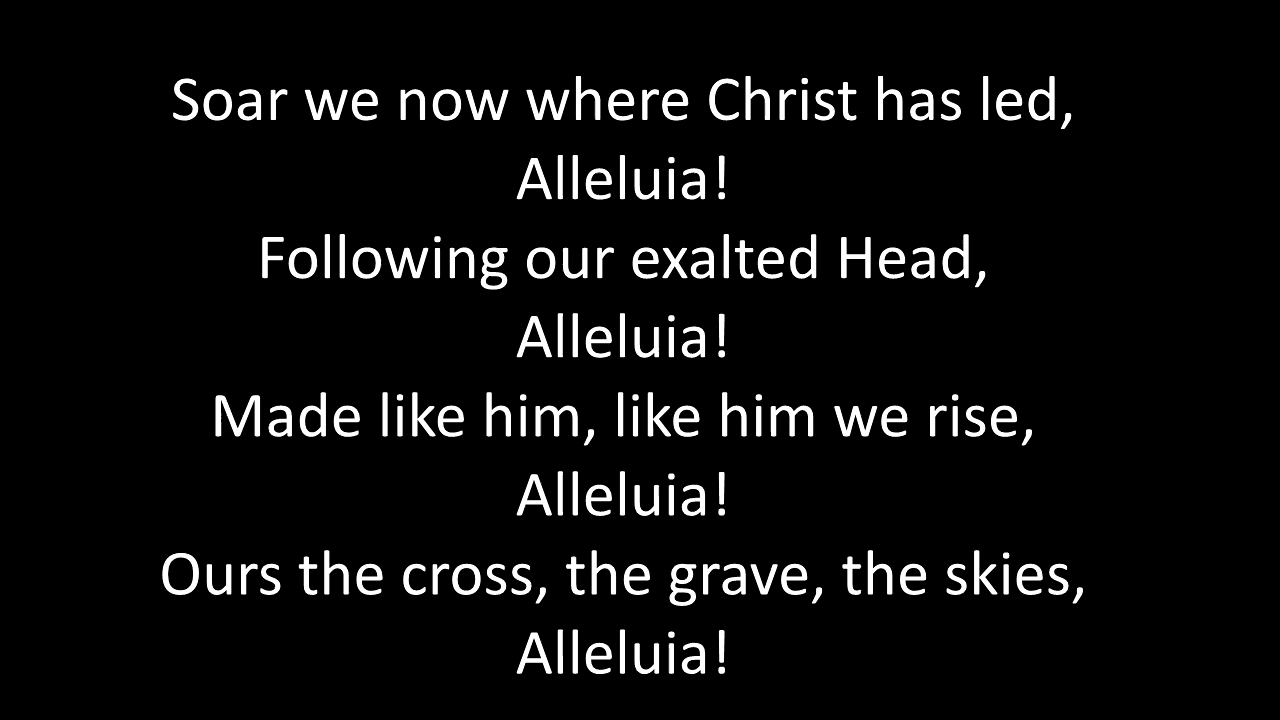 Soar we now where Christ has led,
Alleluia!
Following our exalted Head,
Alleluia!
Made like him, like him we rise,
Alleluia!
Ours the cross, the grave, the skies,
Alleluia!